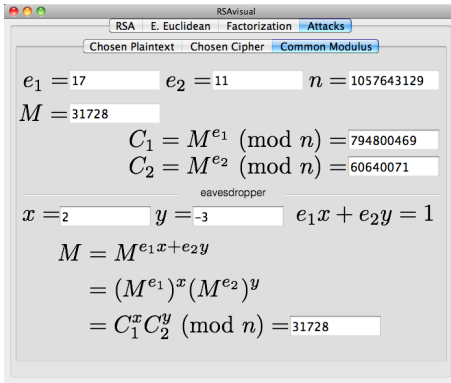 RSAvisual
RSA E. Euclidean Factorization Attacks
Chosen Plaintext Chosen Cipher Common Modulus
e₁ = 17 e₂ = 11 n = 1057643129
M = 31728
C₁ = M^{e₁} (mod n) = 794800469
C₂ = M^{e₂} (mod n) = 60640071
eavesdropper
x = 2 y = -3 e₁x + e₂y = 1
M = M^{e₁x+e₂y}
= (M^{e₁})^x(M^{e₂})^y
= C₁^x C₂^y (mod n) = 31728